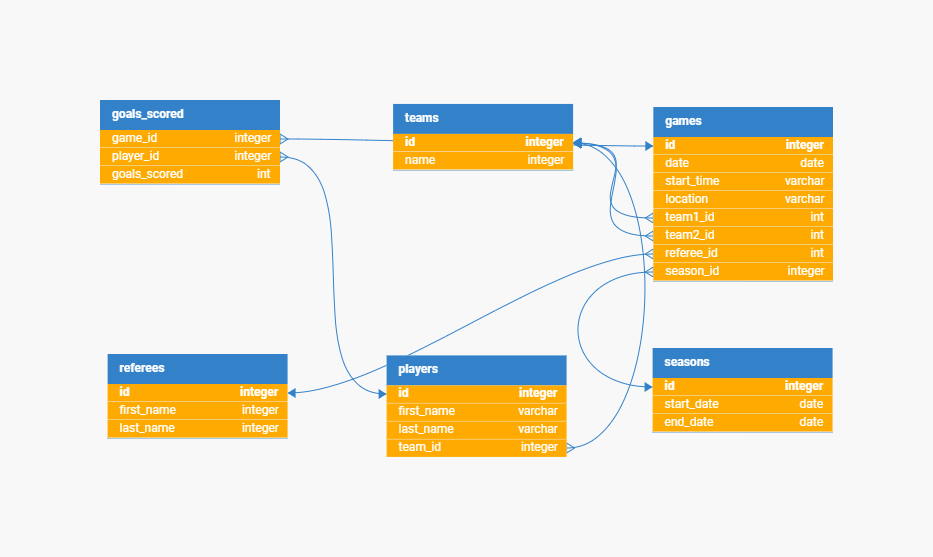 goals_scored
game_id integer
player_id integer
goals_scored int
teams
id integer
name integer
games
id integer
date date
start_time varchar
location varchar
team1_id int
team2_id int
referee_id int
season_id integer
referees
id integer
first_name integer
last_name integer
players
id integer
first_name varchar
last_name varchar
team_id integer
seasons
id integer
start_date date
end_date date